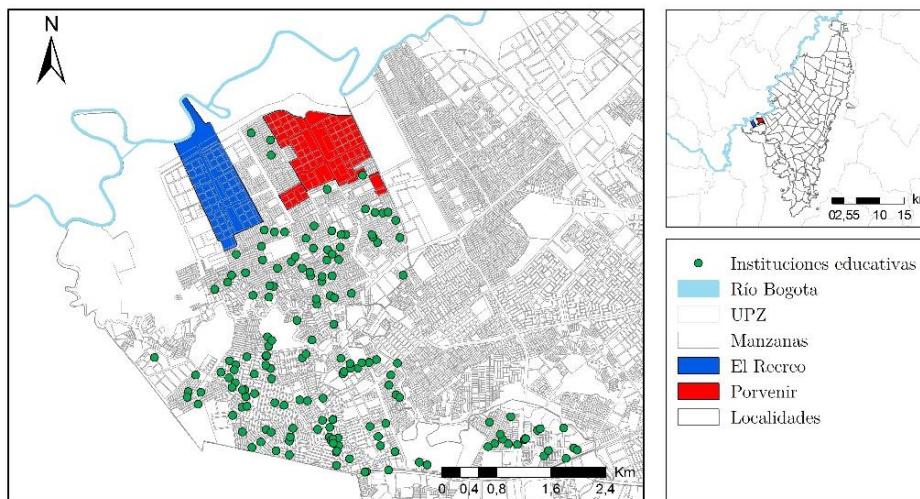 N
Km
0 0,4 0,8 1,6 2,4
km
02,55 10 15
Instituciones educativas
Río Bogota
UPZ
Manzanas
El Recreo
Porvenir
Localidades